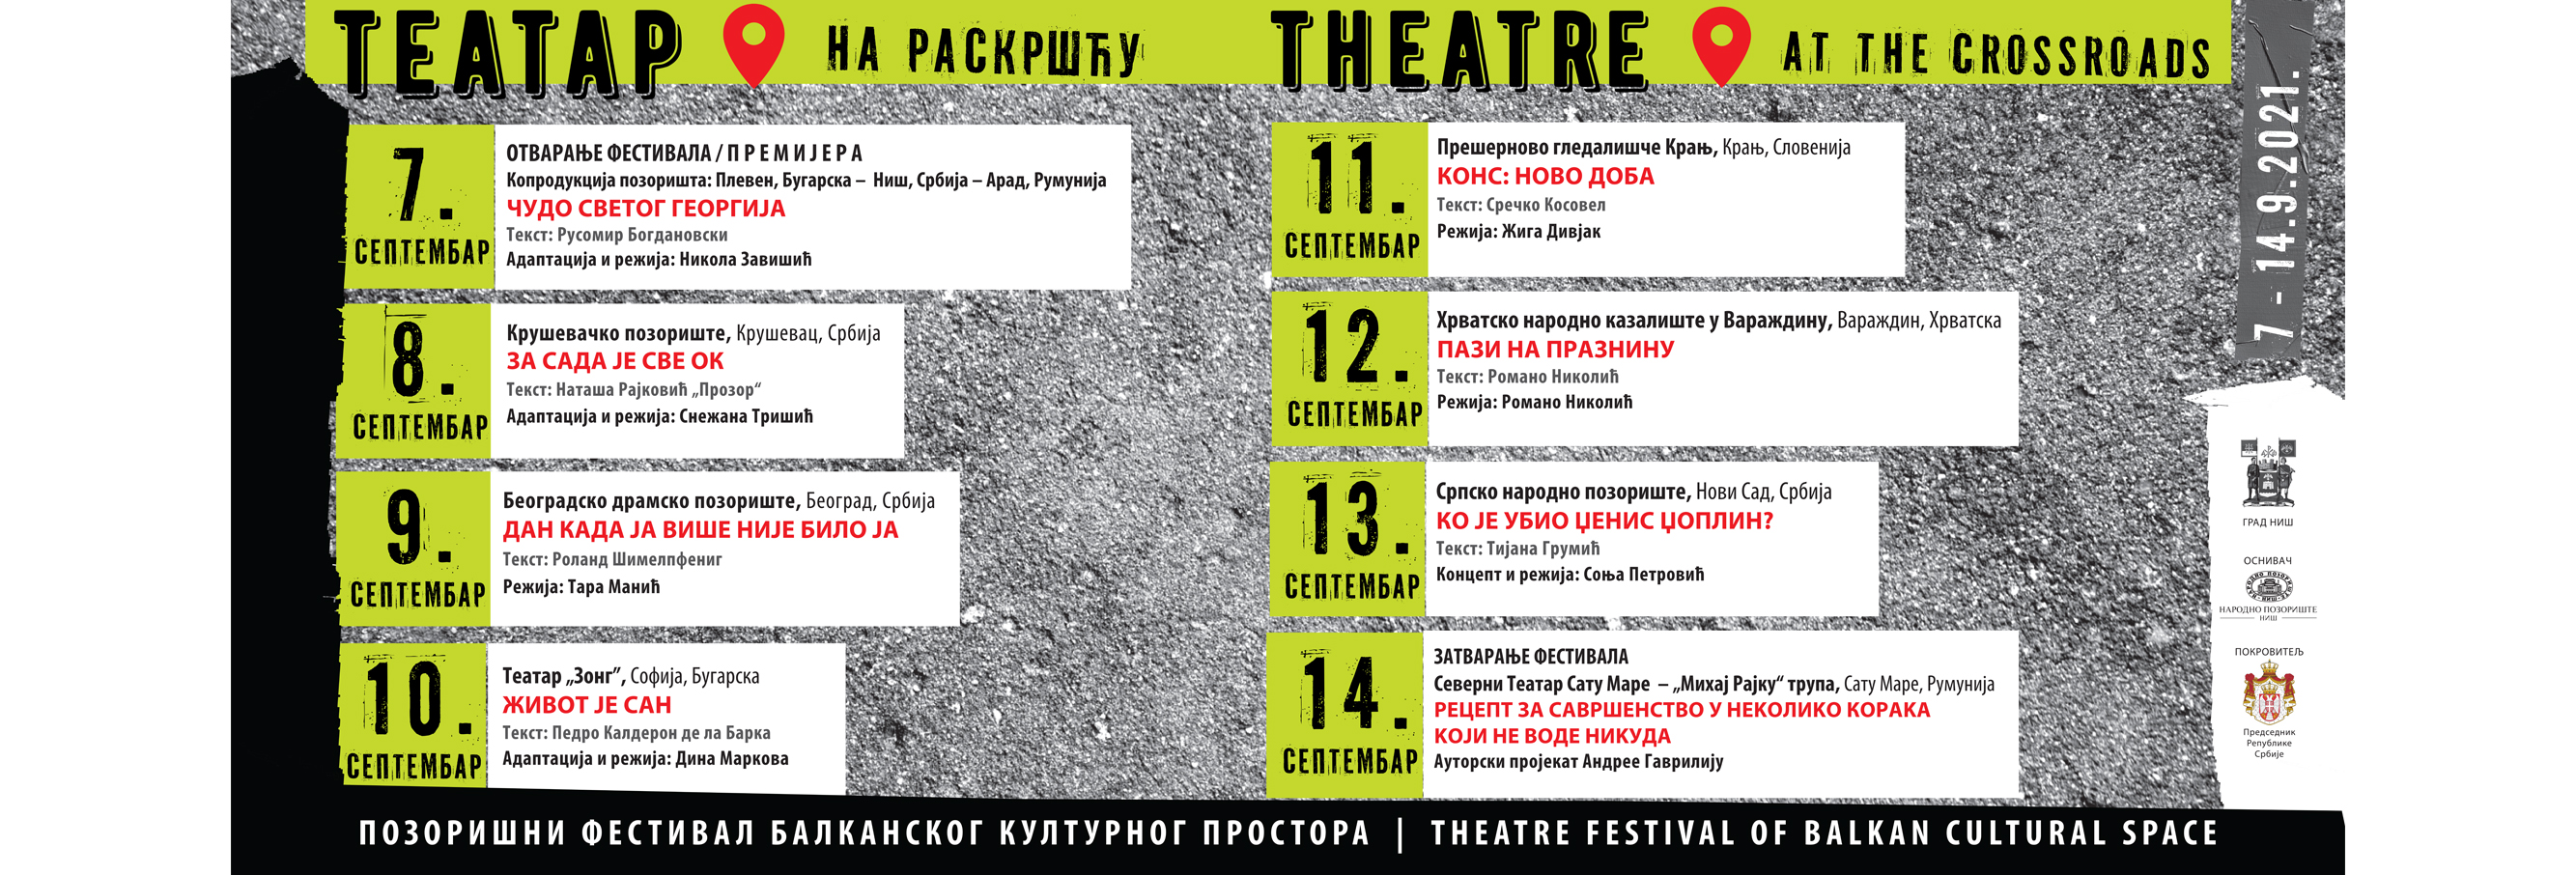 ТЕАТАР НА РАСКРШЋУ
THEATRE AT THE CROSSROADS
7 - 14.9.2021.
7.
СЕПТЕМБАР
ОТВАРАЊЕ ФЕСТИВАЛА / П Р Е М И Ј Е Р А
Копродукција позоришта: Плевен, Бугарска – Ниш, Србија – Арад, Румунија
ЧУДО СВЕТОГ ГЕОРГИЈА
Текст: Русомир Богдановски
Адаптација и режија: Никола Завишић
8.
СЕПТЕМБАР
Крушевачко позориште, Крушевац, Србија
ЗА САДА ЈЕ СВЕ ОК
Текст: Наташа Рајковић „Прозор“
Адаптација и режија: Снежана Тришић
9.
СЕПТЕМБАР
Београдско драмско позориште, Београд, Србија
ДАН КАДА ЈА ВИШЕ НИЈЕ БИЛО ЈА
Текст: Роланд Шимелпфениг
Режија: Тара Манић
10.
СЕПТЕМБАР
Театар „Зонг”, Софија, Бугарска
ЖИВОТ ЈЕ САН
Текст: Педро Калдерон де ла Барка
Адаптација и режија: Дина Маркова
11.
СЕПТЕМБАР
Прешерново гледалишче Крањ, Крањ, Словенија
КОНС: НОВО ДОБА
Текст: Сречко Косовел
Режија: Жига Дивјак
12.
СЕПТЕМБАР
Хрватско народно казалиште у Вараждину, Вараждин, Хрватска
ПАЗИ НА ПРАЗНИНУ
Текст: Романо Николић
Режија: Романо Николић
13.
СЕПТЕМБАР
Српско народно позориште, Нови Сад, Србија
КО ЈЕ УБИО ЏЕНИС ЏОПЛИН?
Текст: Тијана Грумић
Концепт и режија: Соња Петровић
14.
СЕПТЕМБАР
ЗАТВАРАЊЕ ФЕСТИВАЛА
Северни Театар Сату Маре – „Михај Рајку“ трупа, Сату Маре, Румунија
РЕЦЕПТ ЗА САВРШЕНСТВО У НЕКОЛИКО КОРАКА
КОЈИ НЕ ВОДЕ НИКУДА
Ауторски пројекат Андрее Гаврилију
ГРАД НИШ
ОСНИВАЧ
НАРОДНО ПОЗОРИШТЕ
НИШ
ПОКРОВИТЕЉ
Председник
Републике
Србије
ПОЗОРИШНИ ФЕСТИВАЛ БАЛКАНСКОГ КУЛТУРНОГ ПРОСТОРА | THEATRE FESTIVAL OF BALKAN CULTURAL SPACE